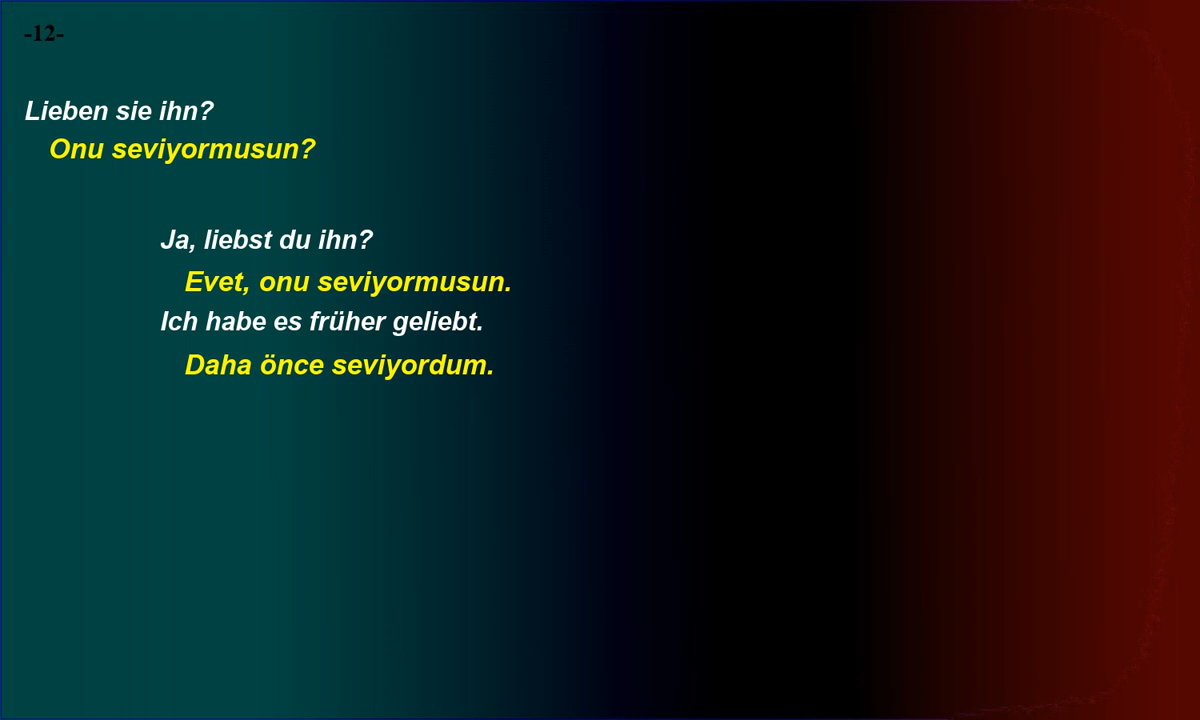 -12-
Lieben sie ihn?
Onu seviyormusun?
Ja, liebst du ihn?
Evet, onu seviyormusun.
Ich habe es früher geliebt.
Daha önce seviyordum.